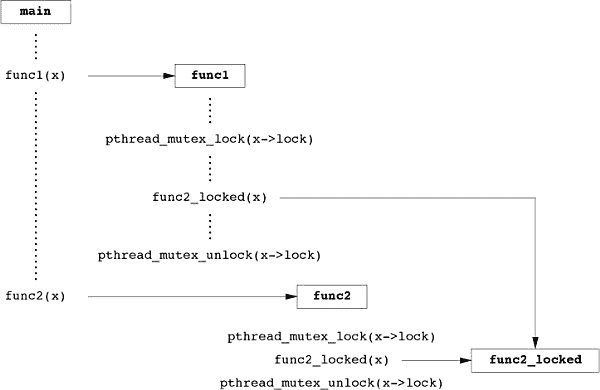 main
func1(x)
func1
pthread_mutex_lock(x->lock)
func2_locked(x)
pthread_mutex_unlock(x->lock)
func2(x)
func2
pthread_mutex_lock(x->lock)
func2_locked(x)
func2_locked
pthread_mutex_unlock(x->lock)